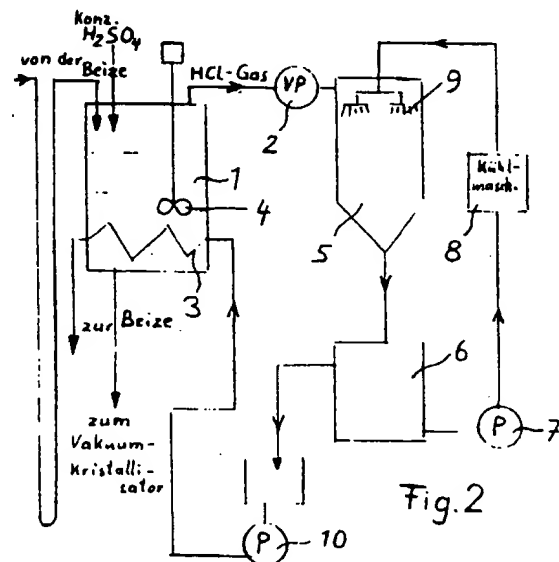 Konz.
H₂SO₄
von der
Beize
HCl-Gas
VP
2
9
1
4
Kühl-
masch.
8
5
3
zur Beize
6
zum
Vakuum-
Kristalli-
sator
P
7
P
10
Fig. 2